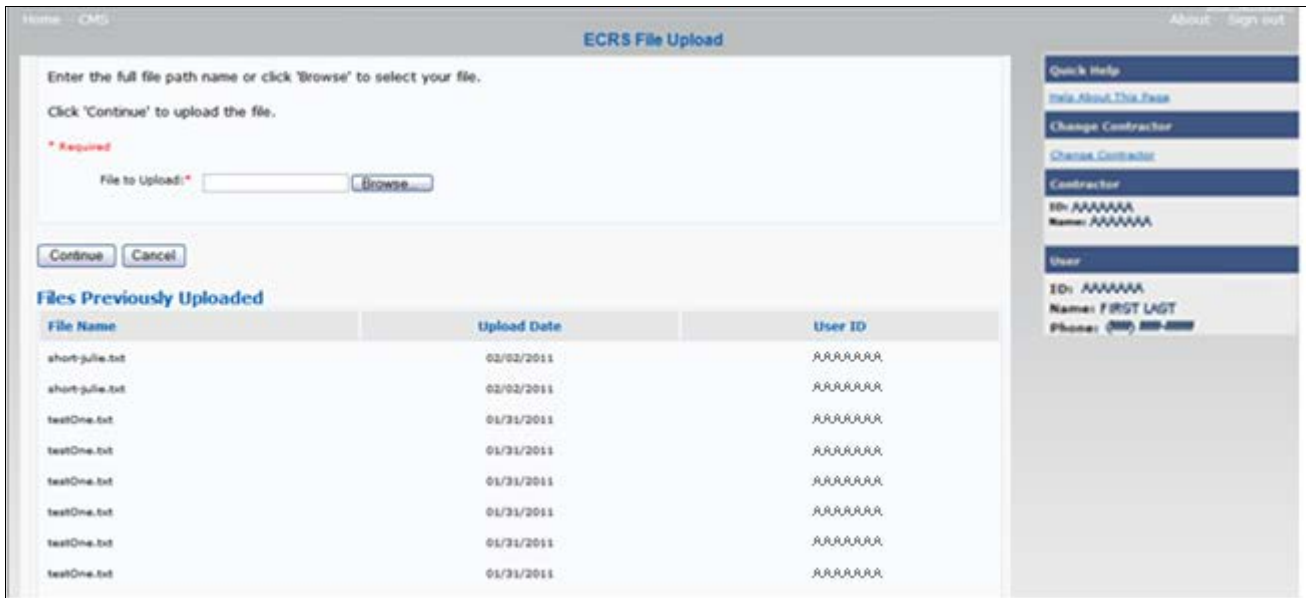 Home CMS
About Sign out
ECRS File Upload
Enter the full file path name or click 'Browse' to select your file.
Click 'Continue' to upload the file.
* Required
File to Upload:*
Browse...
Continue Cancel
Files Previously Uploaded
File Name Upload Date User ID
short-julie.txt 02/02/2011 AAAAAAA
short-julie.txt 02/02/2011 AAAAAAA
testOne.txt 01/31/2011 AAAAAAA
testOne.txt 01/31/2011 AAAAAAA
testOne.txt 01/31/2011 AAAAAAA
testOne.txt 01/31/2011 AAAAAAA
testOne.txt 01/31/2011 AAAAAAA
testOne.txt 01/31/2011 AAAAAAA
Quick Help
Help About This Page
Change Contractor
Change Contractor
Contractor
ID: AAAAAAA
Name: AAAAAAA
User
ID: AAAAAAA
Name: FIRST LAST
Phone: (###) ###-####